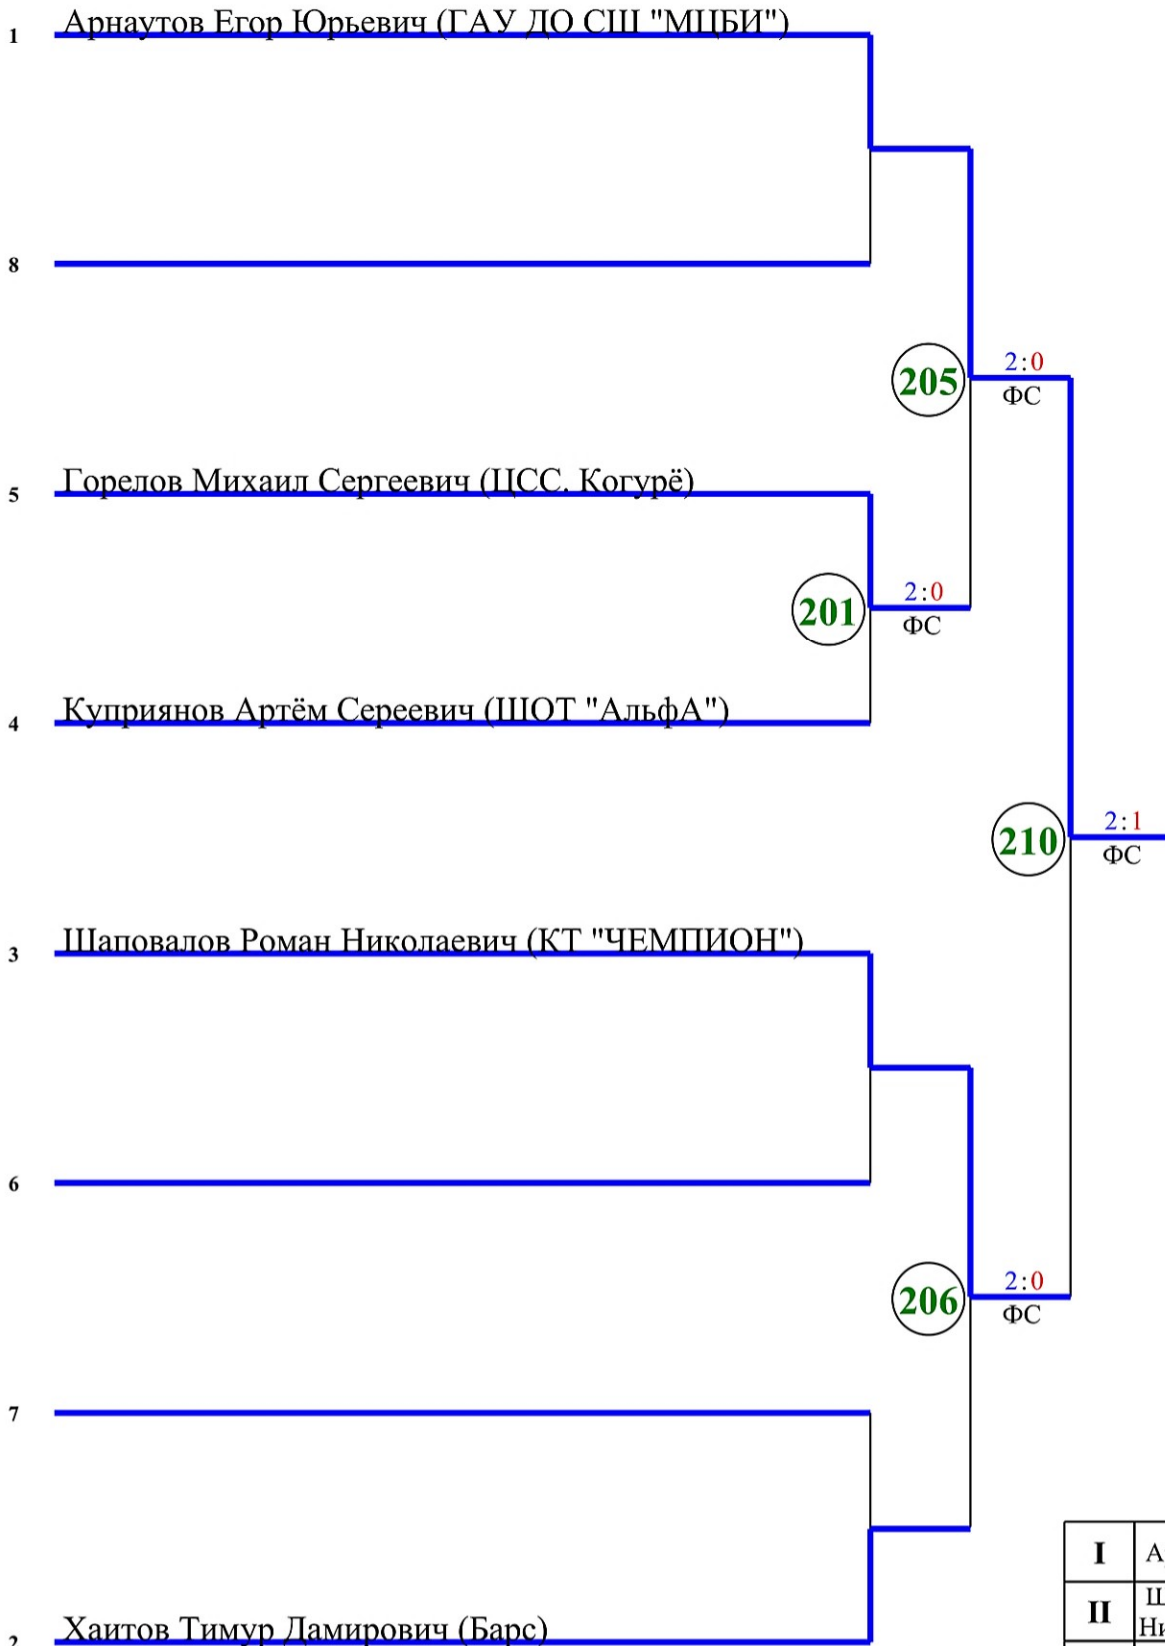 1 Арнаутов Егор Юрьевич (ГАУ ДО СШ "МЦБИ")
8
205 2:0
ФС
5 Горелов Михаил Сергеевич (ЦСС. Когурё)
201 2:0
ФС
4 Куприянов Артём Сереевич (ШОТ "АльфА")
210 2:1
ФС
3 Шаповалов Роман Николаевич (КТ "ЧЕМПИОН")
6
206 2:0
ФС
7
I
II
2 Хаитов Тимур Дамирович (Барс)